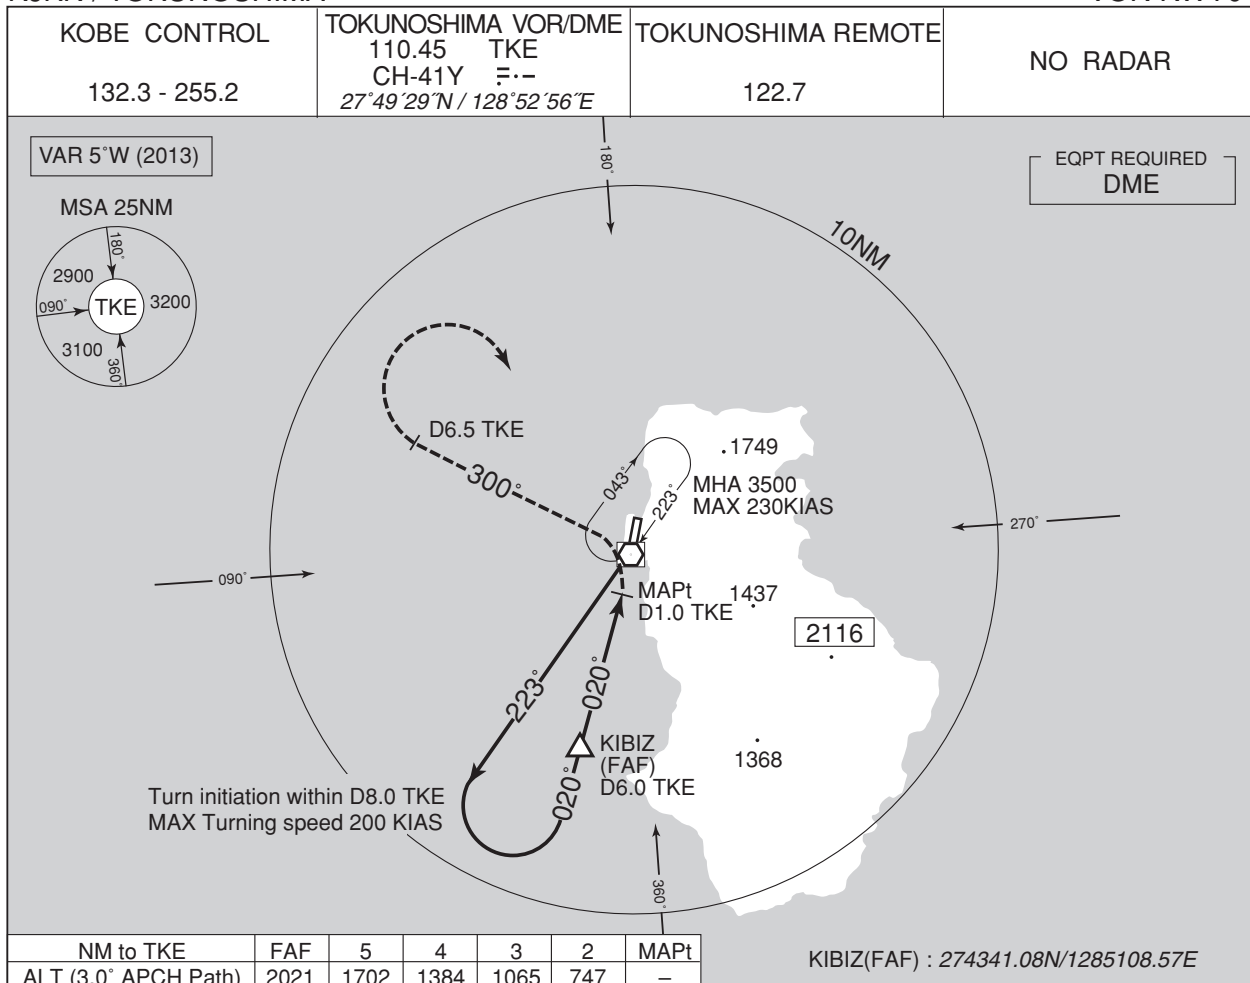 KOBE CONTROL
132.3 - 255.2
TOKUNOSHIMA VOR/DME
110.45 TKE
CH-41Y
27°49´29˝N / 128°52´56˝E
TOKUNOSHIMA REMOTE
122.7
NO RADAR
VAR 5°W (2013)
EQPT REQUIRED
DME
MSA 25NM
180°
2900
090°
TKE
3200
3100
360°
180°
10NM
D6.5 TKE
300°
043°
223°
1749
MHA 3500
MAX 230KIAS
270°
090°
MAPt
D1.0 TKE
1437
2116
223°
020°
KIBIZ
(FAF)
D6.0 TKE
1368
020°
Turn initiation within D8.0 TKE
MAX Turning speed 200 KIAS
360°
NM to TKE FAF 5 4 3 2 MAPt
ALT (3.0° APCH Path) 2021 1702 1384 1065 747 –
KIBIZ(FAF) : 274341.08N/1285108.57E